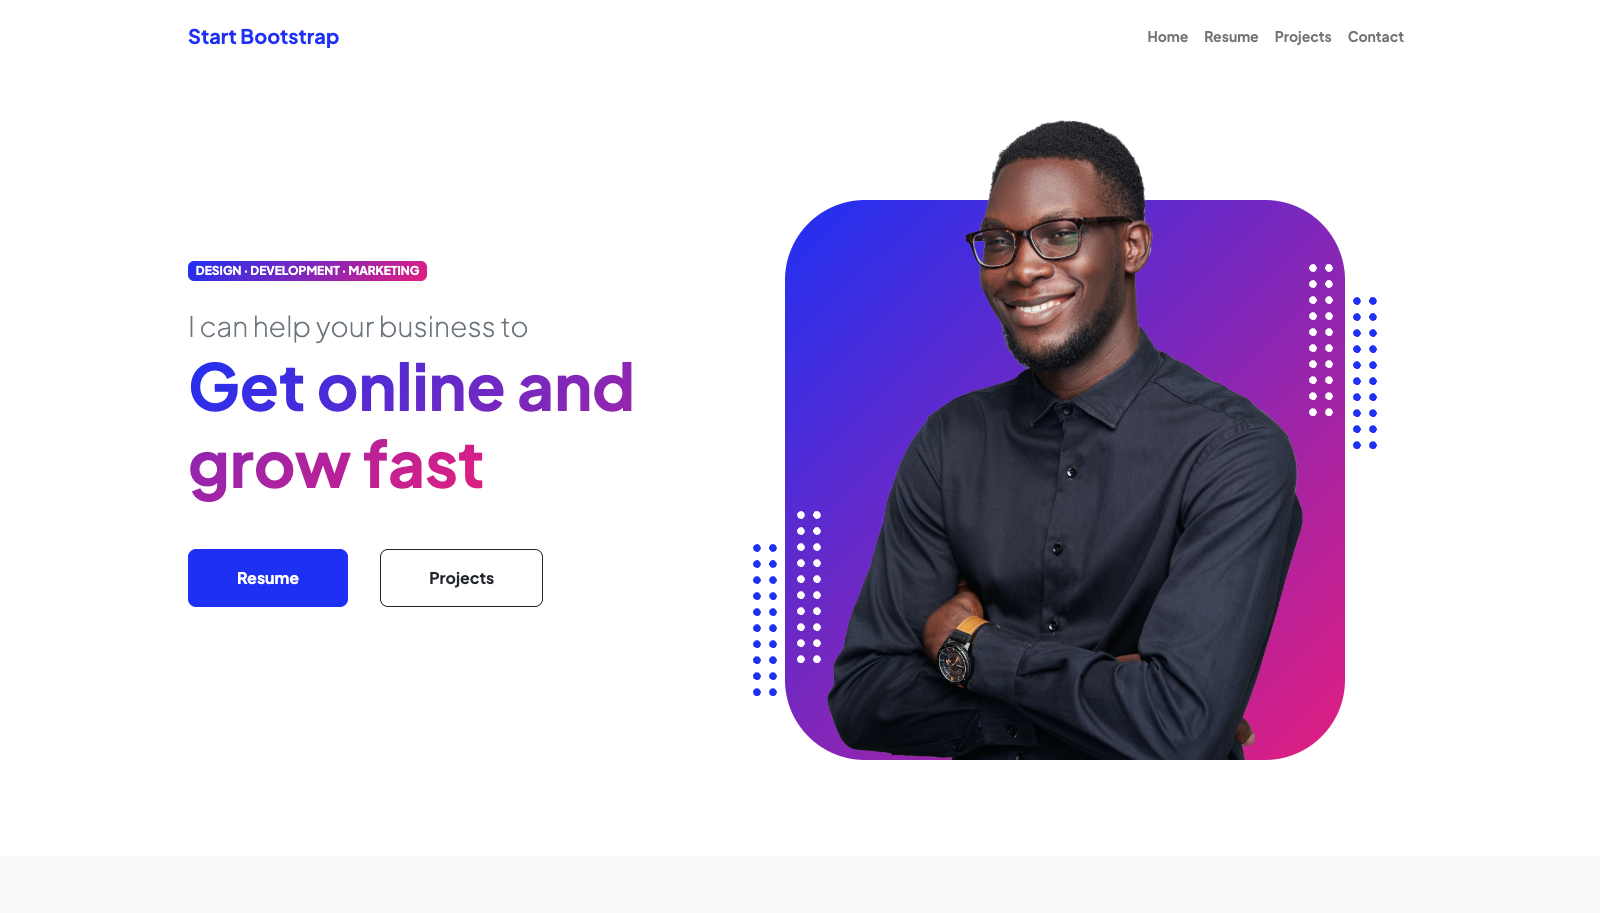 Start Bootstrap
Home Resume Projects Contact
DESIGN · DEVELOPMENT · MARKETING
I can help your business to
Get online and
grow fast
Resume Projects